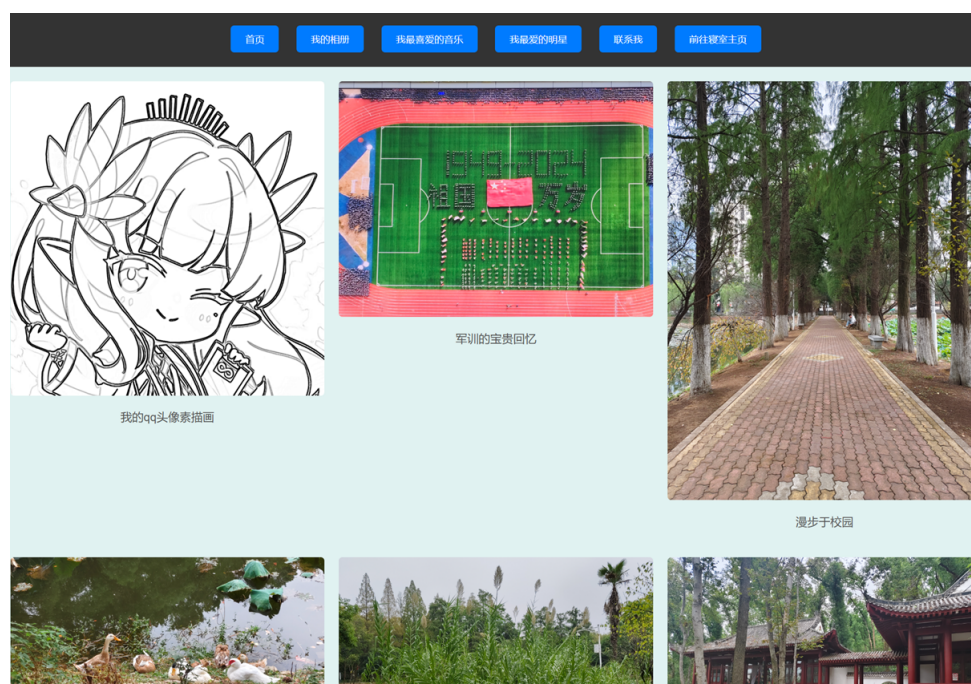 首页
我的相册
我最喜爱的音乐
我最爱的明星
联系我
前往寝室主页
1949-2024
祖国 万岁
军训的宝贵回忆
我的qq头像素描画
漫步于校园